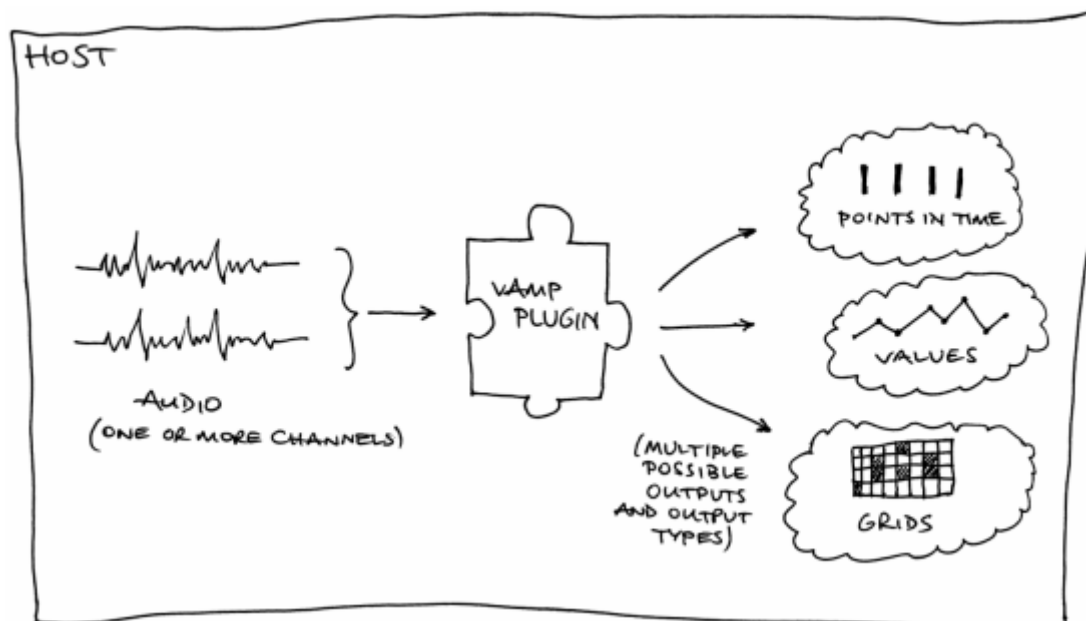 HOST
AUDIO
(ONE OR MORE CHANNELS)
VAMP
PLUGIN
(MULTIPLE
POSSIBLE
OUTPUTS
AND OUTPUT
TYPES)
POINTS IN TIME
VALUES
GRIDS